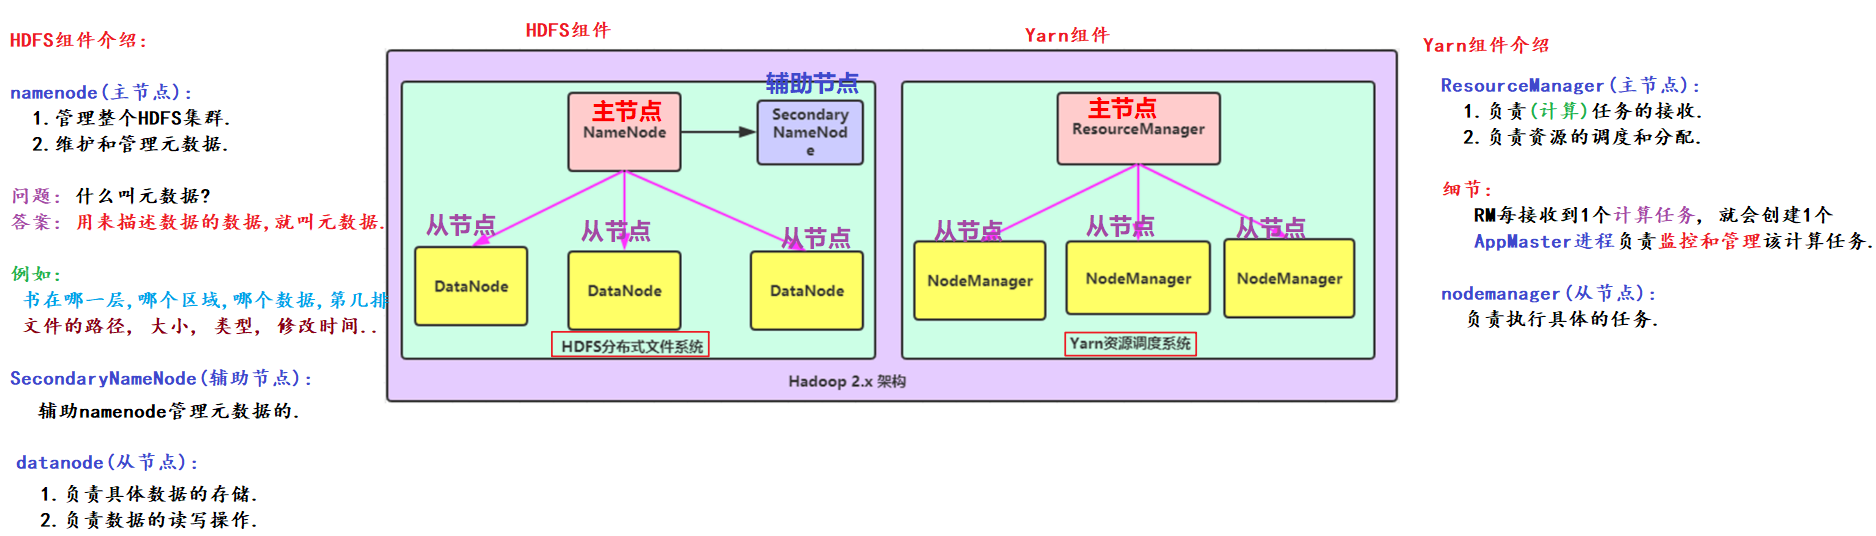 HDFS组件介绍:
namenode(主节点):
1.管理整个HDFS集群.
2.维护和管理元数据.
问题: 什么叫元数据?
答案: 用来描述数据的数据,就叫元数据.
例如:
书在哪一层,哪个区域,哪个数据,第几排
文件的路径, 大小, 类型, 修改时间..
SecondaryNameNode(辅助节点):
辅助namenode管理元数据的.
datanode(从节点):
1.负责具体数据的存储.
2.负责数据的读写操作.
HDFS组件
辅助节点
主节点
NameNode
Secondary
NameNod
e
从节点
从节点
从节点
DataNode
DataNode
DataNode
HDFS分布式文件系统
Yarn组件
主节点
ResourceManager
从节点
从节点
从节点
NodeManager
NodeManager
NodeManager
Yarn资源调度系统
Hadoop 2.x 架构
Yarn组件介绍
ResourceManager(主节点):
1.负责(计算)任务的接收.
2.负责资源的调度和分配.
细节:
RM每接收到1个计算任务, 就会创建1个
AppMaster进程负责监控和管理该计算任务.
nodemanager(从节点):
负责执行具体的任务.